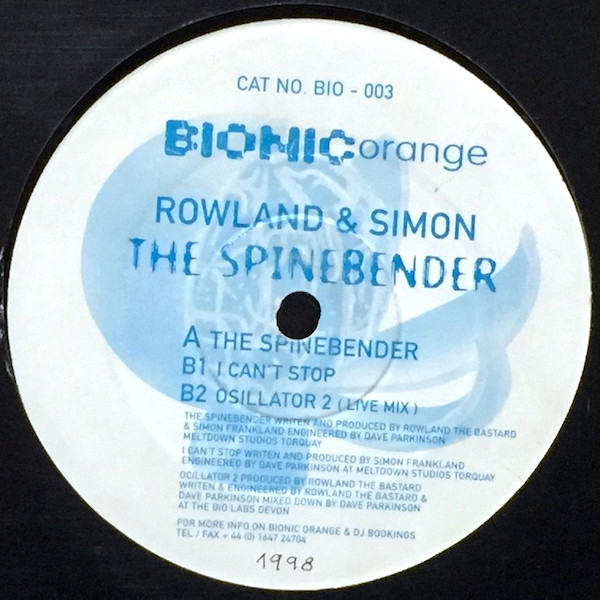 CAT NO. BIO - 003
BIONICorange
ROWLAND & SIMON
THE SPINEBENDER
A THE SPINEBENDER
B1 I CAN'T STOP
B2 OSILLATOR 2 ( LIVE MIX )
THE SPINEBENDER WRITEN AND PRODUCED BY ROWLAND THE BASTARD
& SIMON FRANKLAND ENGINEERED BY DAVE PARKINSON
MELTDOWN STUDIOS TORQUAY
I CAN'T STOP WRITEN AND PRODUCED BY SIMON FRANKLAND
ENGINEERED BY DAVE PARKINSON AT MELTDOWN STUDIOS TORQUAY
OCILLATOR 2 PRODUCED BY ROWLAND THE BASTARD
WRITEN & ENGINEERED BY ROWLAND THE BASTARD &
DAVE PARKINSON MIXED DOWN BY DAVE PARKINSON
AT THE BIO LABS DEVON
FOR MORE INFO ON BIONIC ORANGE & DJ BOOKINGS
TEL / FAX + 44 (0) 1647 24704
1998